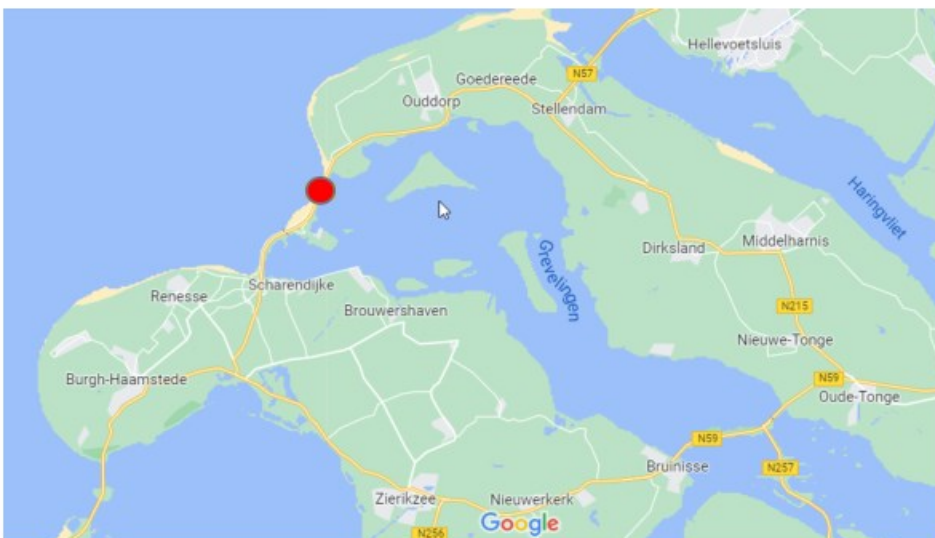 Hellevoetsluis
N57
Goedereede
Ouddorp
Stellendam
Haringvliet
Middelharnis
Dirksland
Grevelingen
Scharendijke
Renesse
Brouwershaven
N215
Nieuwe-Tonge
Burgh-Haamstede
N59
Oude-Tonge
N59
Bruinisse
N257
Zierikzee
Nieuwerkerk
Google
N256